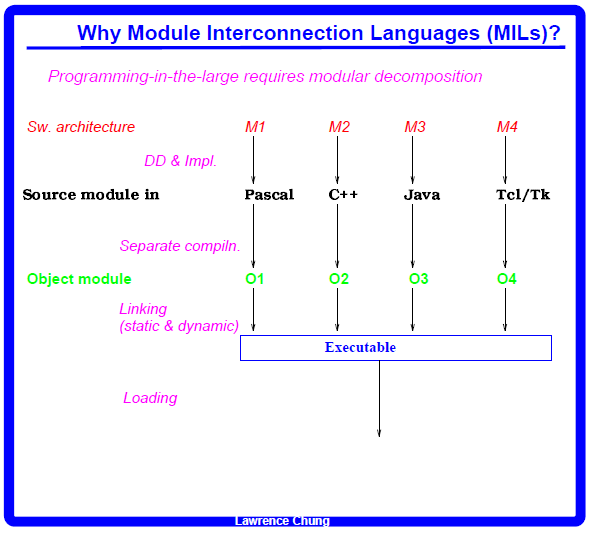 Why Module Interconnection Languages (MILs)?
Programming-in-the-large requires modular decomposition
Sw. architecture M1 M2 M3 M4
DD & Impl.
Source module in Pascal C++ Java Tcl/Tk
Separate compiln.
Object module O1 O2 O3 O4
Linking
(static & dynamic)
Executable
Loading
Lawrence Chung